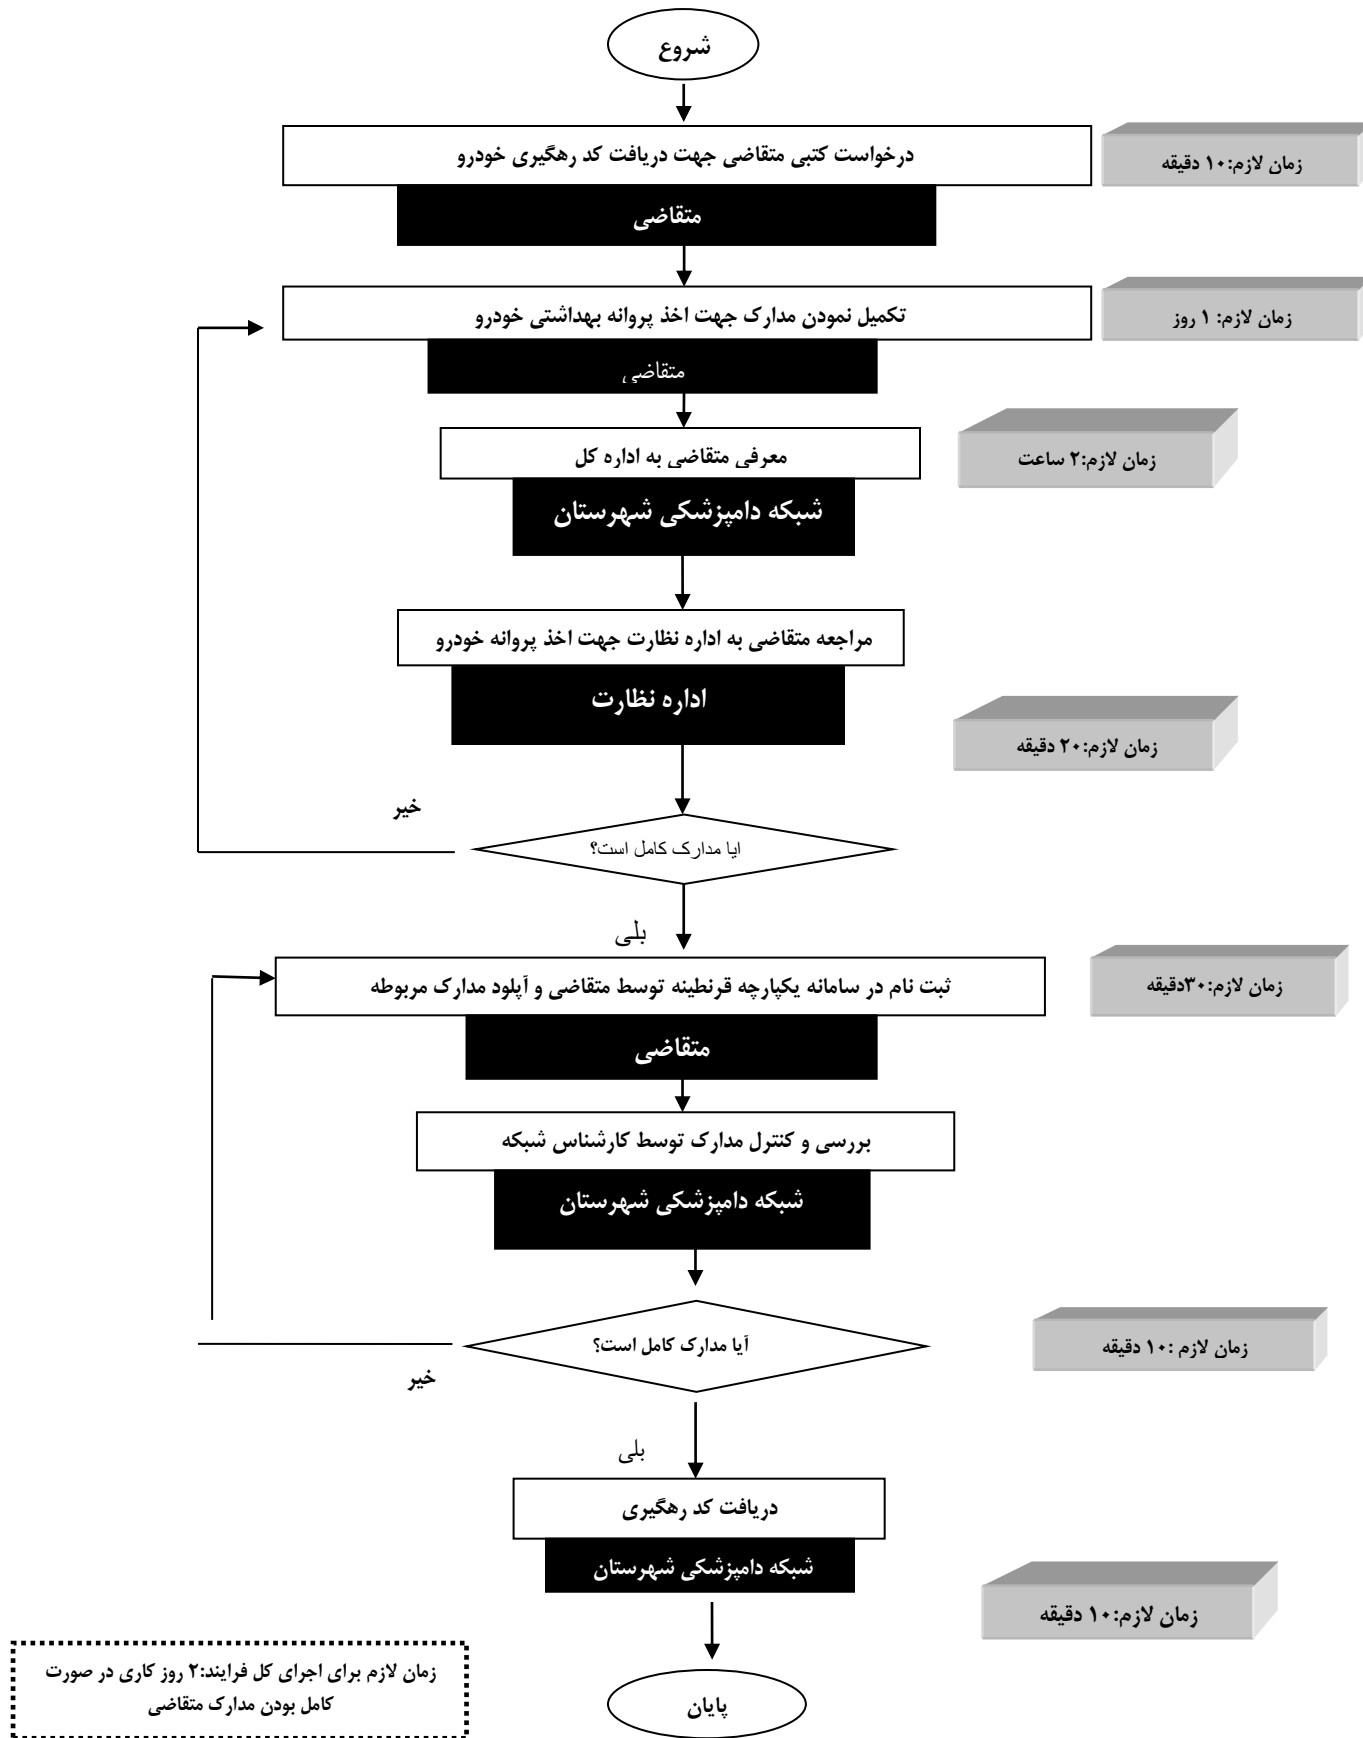 شروع
درخواست کتبی متقاضی جهت دریافت کد رهگیری خودرو
زمان لازم:۱۰ دقیقه
متقاضی
تکمیل نمودن مدارک جهت اخذ پروانه بهداشتی خودرو
زمان لازم: ۱ روز
متقاضی
معرفی متقاضی به اداره کل
زمان لازم:۲ ساعت
شبکه دامپزشکی شهرستان
مراجعه متقاضی به اداره نظارت جهت اخذ پروانه خودرو
اداره نظارت
زمان لازم:۲۰ دقیقه
خیر
ایا مدارک کامل است؟
بلی
ثبت نام در سامانه یکپارچه قرنطینه توسط متقاضی و آپلود مدارک مربوطه
زمان لازم:۳۰دقیقه
متقاضی
بررسی و کنترل مدارک توسط کارشناس شبکه
شبکه دامپزشکی شهرستان
آیا مدارک کامل است؟
زمان لازم :۱۰ دقیقه
خیر
بلی
دریافت کد رهگیری
شبکه دامپزشکی شهرستان
زمان لازم:۱۰ دقیقه
زمان لازم برای اجرای کل فرایند:۲ روز کاری در صورت
کامل بودن مدارک متقاضی
پایان